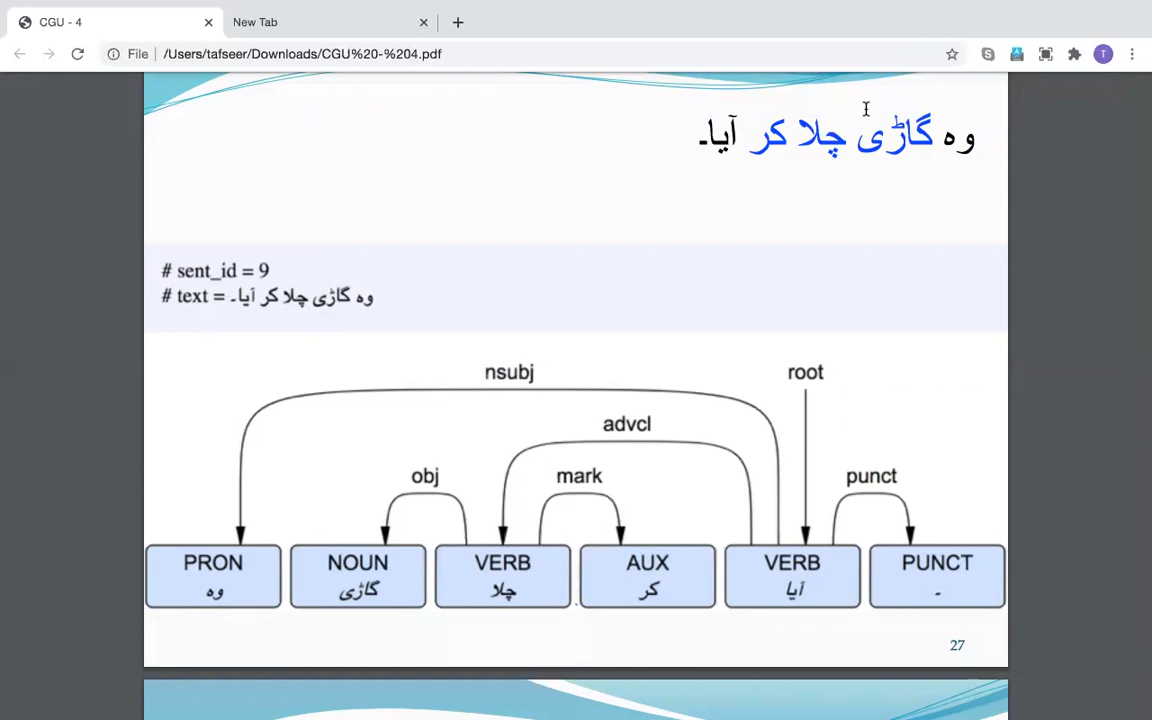 CGU - 4
New Tab
File /Users/tafseer/Downloads/CGU%20-%204.pdf
T
وہ گاڑی چلا کر آیا۔
# sent_id = 9
# text = وہ گاڑی چلا کر آیا۔
nsubj
root
advcl
obj
mark
punct
PRON
NOUN
VERB
AUX
VERB
PUNCT
وہ
گاڑی
چلا
کر
آیا
۔
27